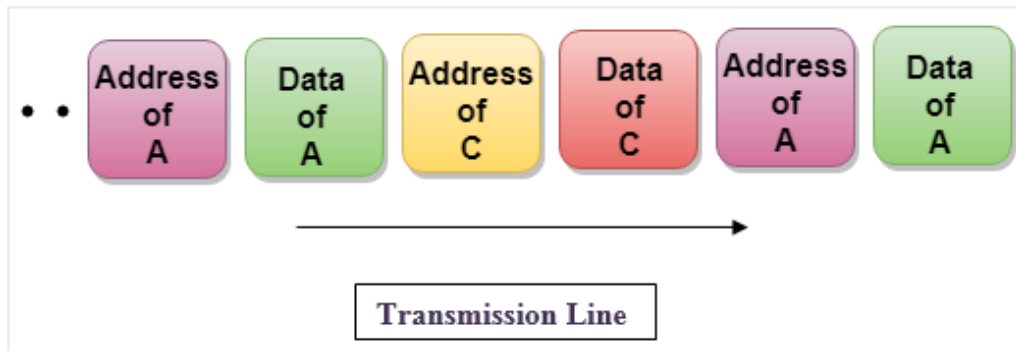 Address
of
A
Data
of
A
Address
of
C
Data
of
C
Address
of
A
Data
of
A
Transmission Line